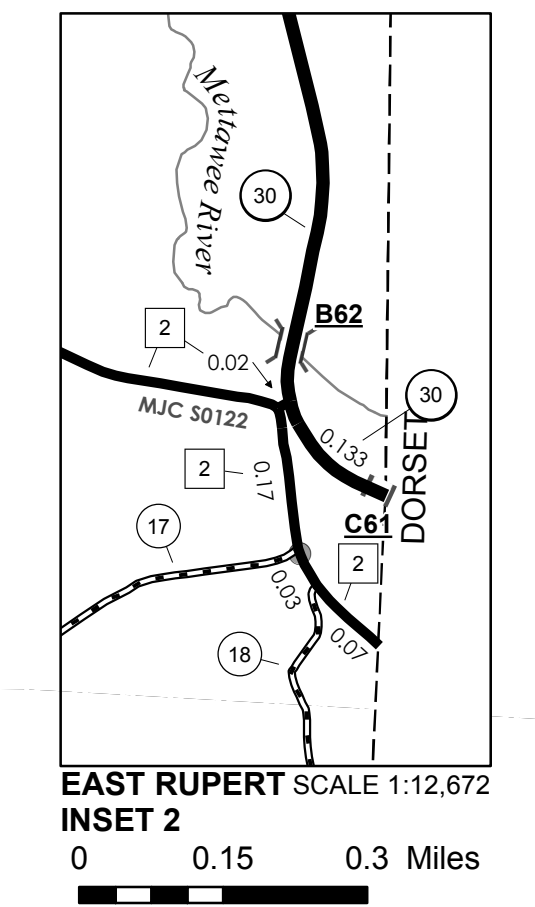 Mettawee River
30
B62
2
0.02
30
MJC S0122
0.133
DORSET
2
0.17
C61
17
2
0.03
0.07
18
EAST RUPERT SCALE 1:12,672
INSET 2
0 0.15 0.3 Miles